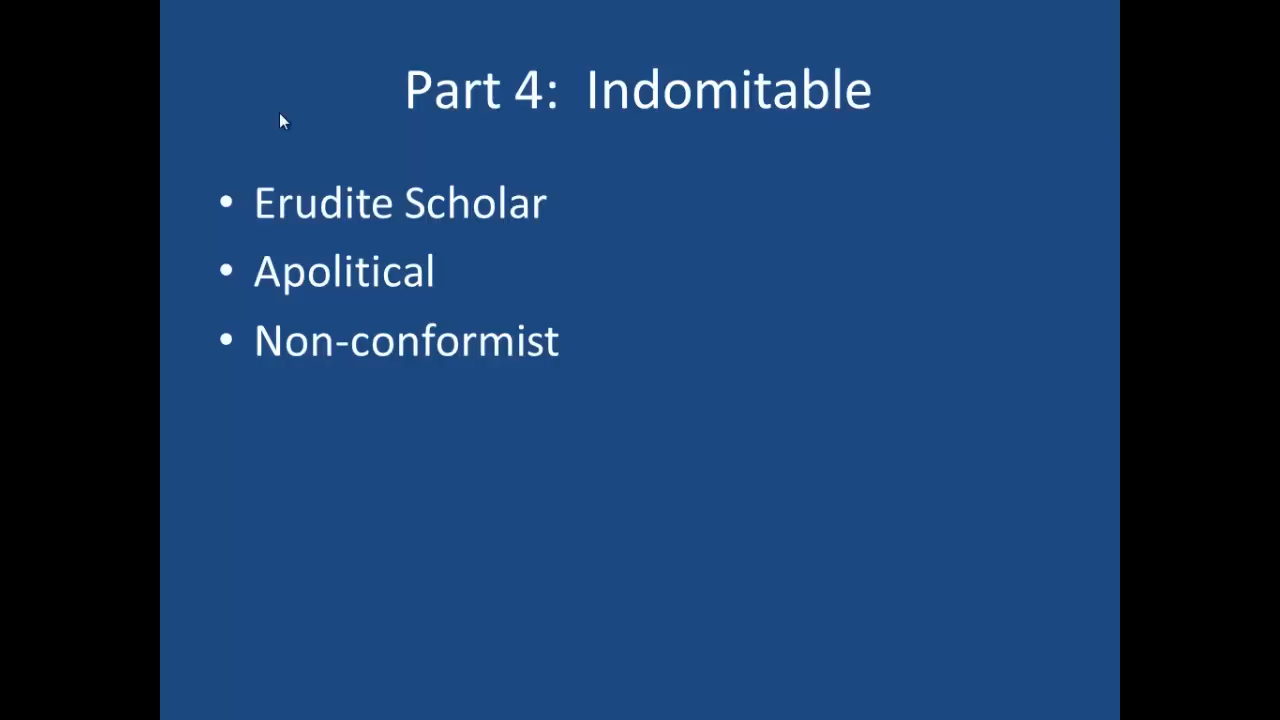 Part 4:  Indomitable
• Erudite Scholar
• Apolitical
• Non-conformist